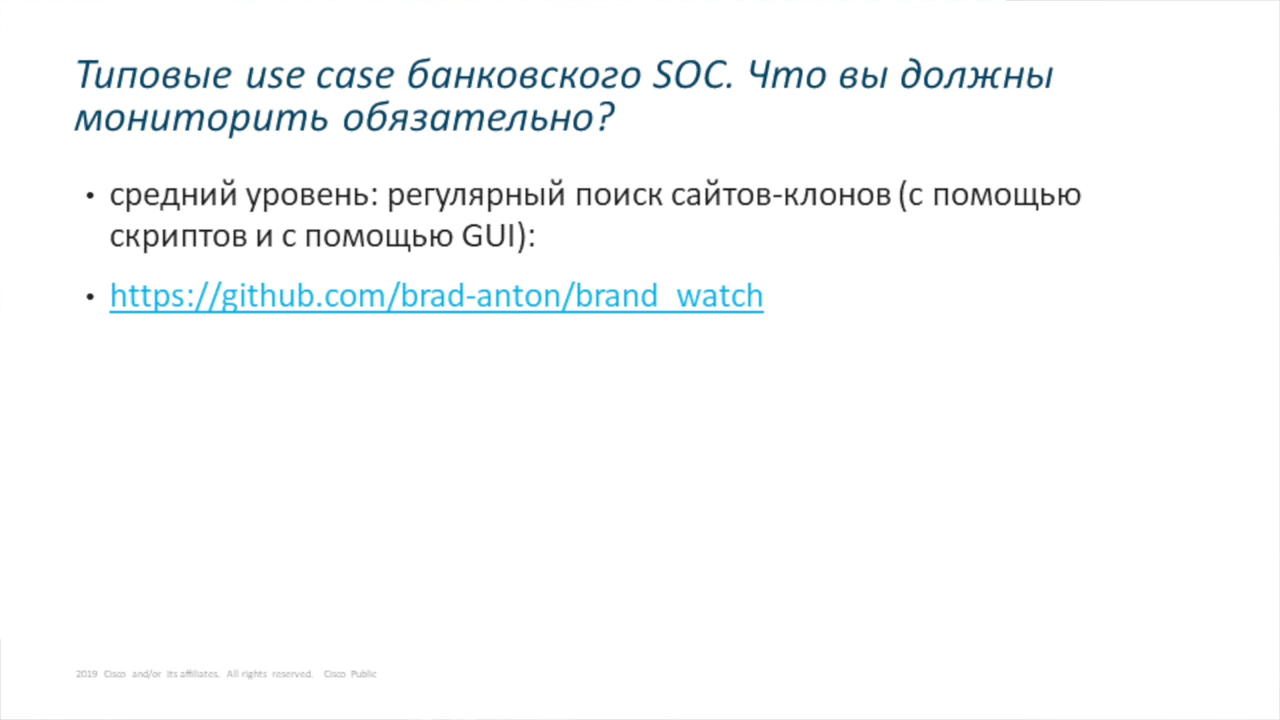 Типовые use case банковского SOC. Что вы должны
мониторить обязательно?
• средний уровень: регулярный поиск сайтов-клонов (с помощью
скриптов и с помощью GUI):
• https://github.com/brad-anton/brand_watch
2019 Cisco and/or its affiliates. All rights reserved. Cisco Public